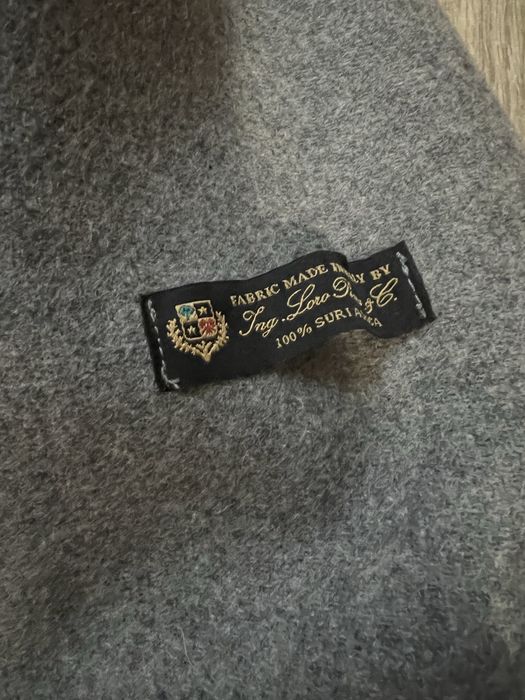 FABRIC MADE BY
Ing. Loro & C.
100% SURI